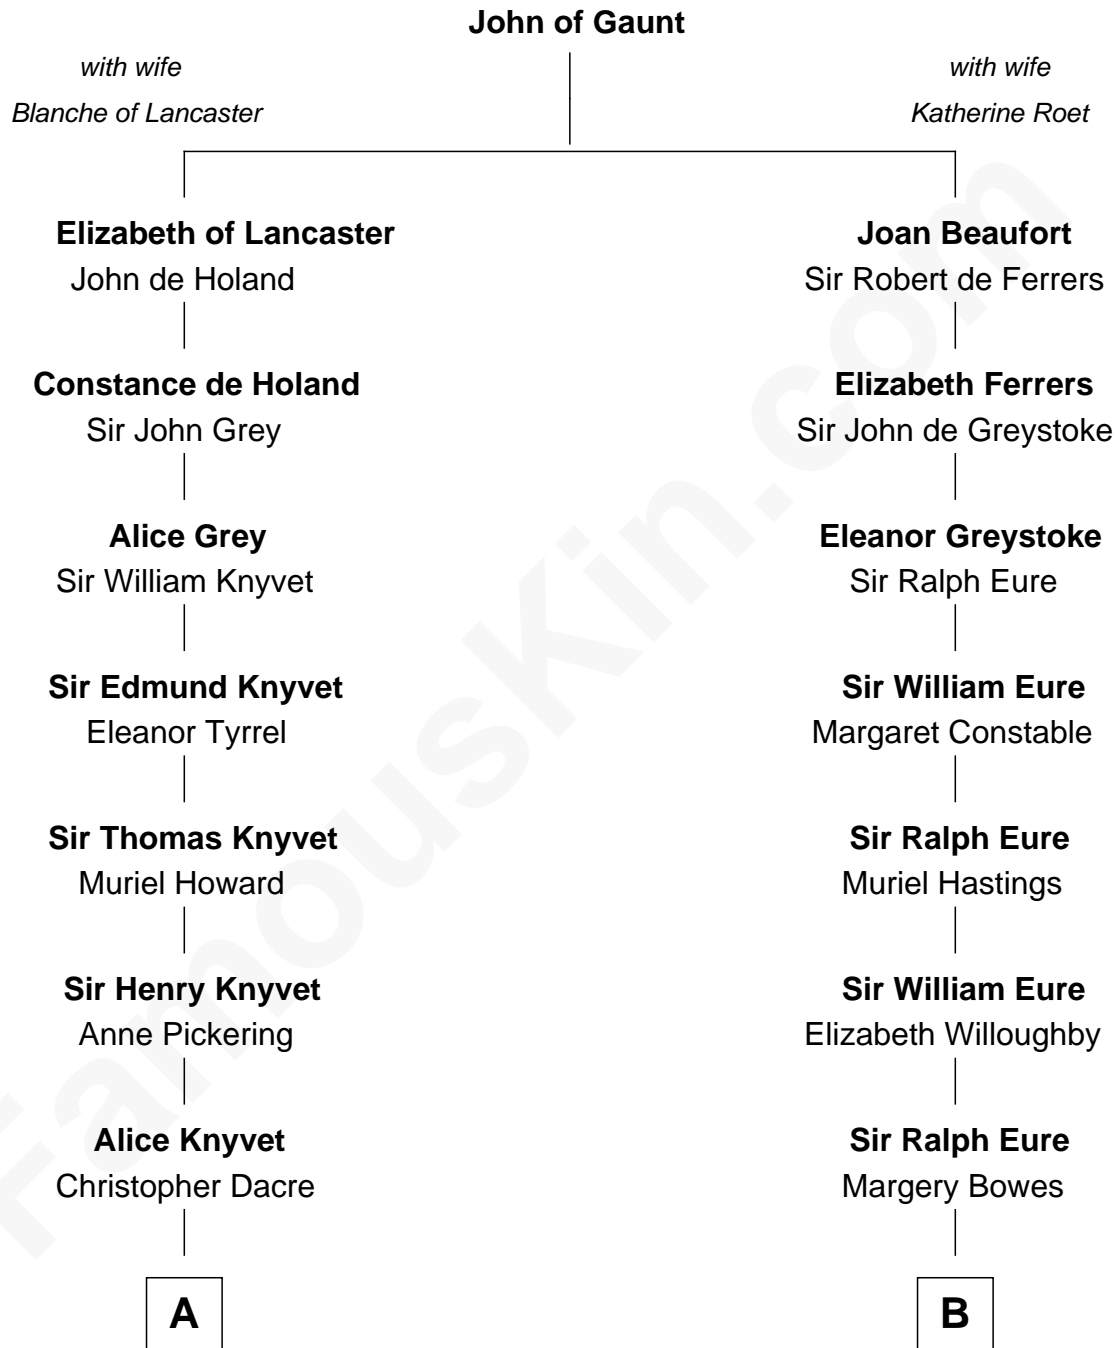 John of Gaunt
with wife
Blanche of Lancaster
with wife
Katherine Roet
Elizabeth of Lancaster
John de Holand
Joan Beaufort
Sir Robert de Ferrers
Constance de Holand
Sir John Grey
Elizabeth Ferrers
Sir John de Greystoke
Alice Grey
Sir William Knyvet
Eleanor Greystoke
Sir Ralph Eure
Sir Edmund Knyvet
Eleanor Tyrrel
Sir William Eure
Margaret Constable
Sir Thomas Knyvet
Muriel Howard
Sir Ralph Eure
Muriel Hastings
Sir Henry Knyvet
Anne Pickering
Sir William Eure
Elizabeth Willoughby
Alice Knyvet
Christopher Dacre
Sir Ralph Eure
Margery Bowes
A
B
FamousKin.com